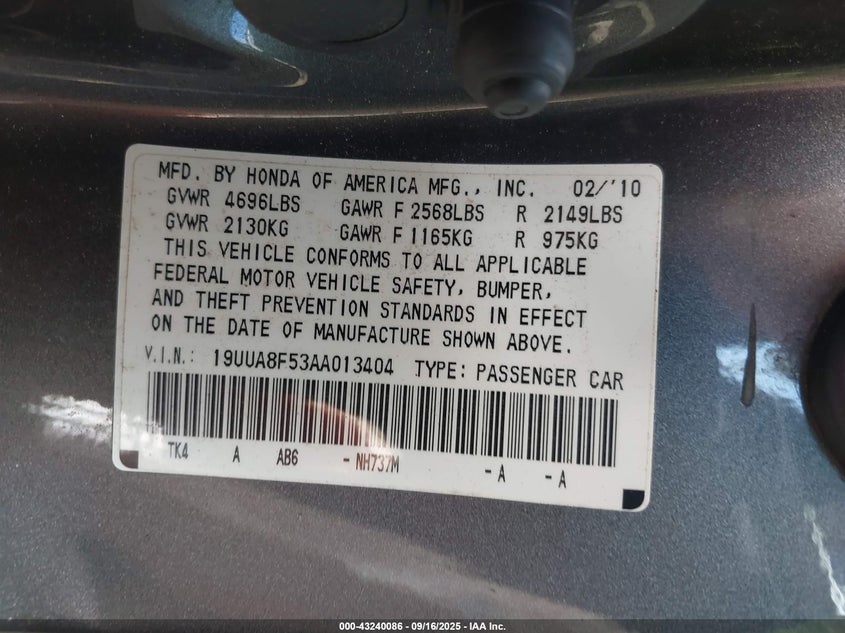 MFD. BY HONDA OF AMERICA MFG., INC. 02/'10
GVWR 4696LBS GAWR F 2568LBS R 2149LBS
GVWR 2130KG GAWR F 1165KG R 975KG
THIS VEHICLE CONFORMS TO ALL APPLICABLE
FEDERAL MOTOR VEHICLE SAFETY, BUMPER,
AND THEFT PREVENTION STANDARDS IN EFFECT
ON THE DATE OF MANUFACTURE SHOWN ABOVE.
V.I.N.: 19UUA8F53AA013404 TYPE: PASSENGER CAR
TK4 A AB6 - NH737M - A - A
000-43240086 - 09/16/2025 - IAA Inc.